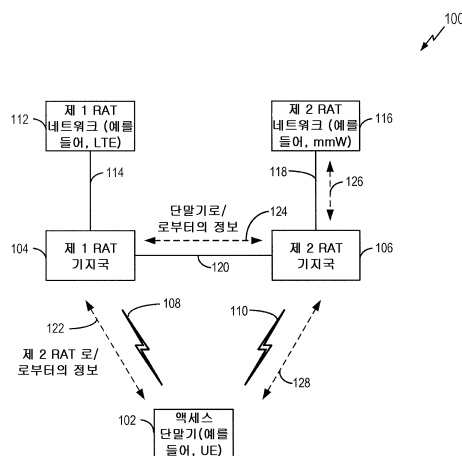 100
제 1 RAT
네트워크 (예를
들어, LTE)
112
제 2 RAT
네트워크 (예를
들어, mmW)
116
114
118
126
단말기로/
로부터의 정보
124
104
제 1 RAT
기지국
제 2 RAT
기지국
106
120
122
108
110
제 2 RAT 로/
로부터의 정보
128
102
액세스
단말기(예를
들어, UE)